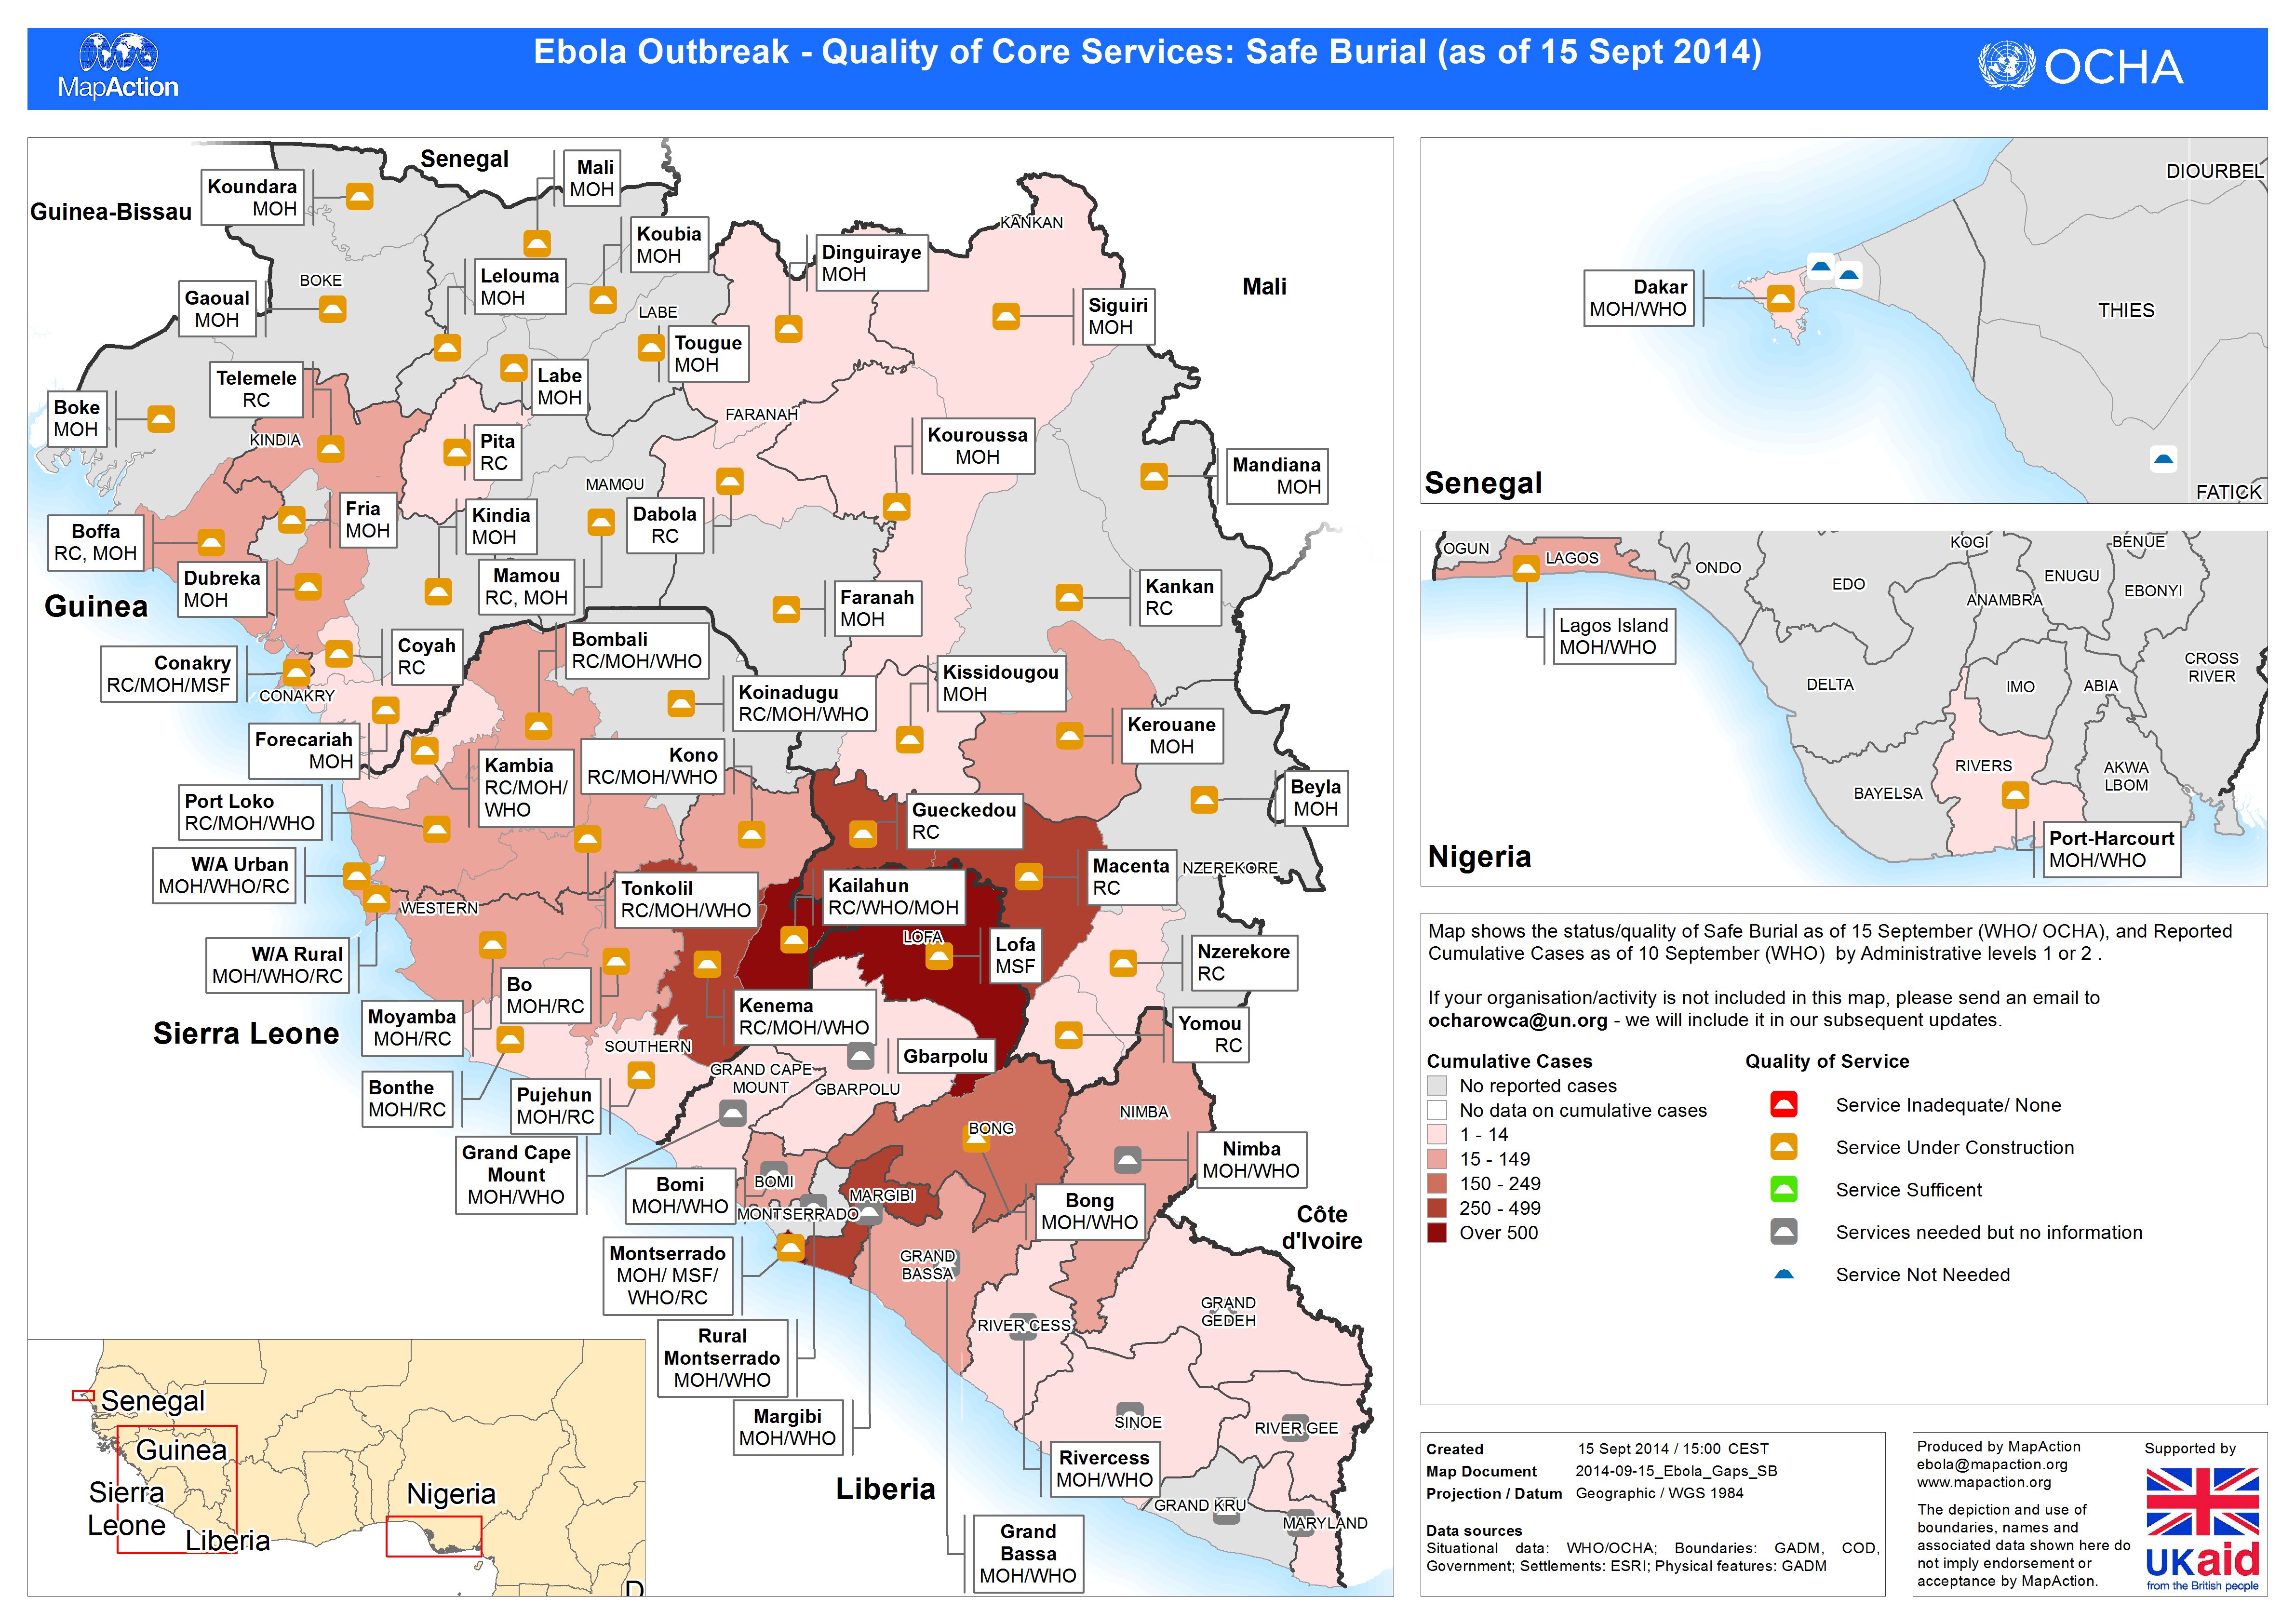 MapAction
Ebola Outbreak - Quality of Core Services: Safe Burial (as of 15 Sept 2014)
OCHA
Senegal
Guinea-Bissau
Mali
Guinea
Sierra Leone
Liberia
Côte
d'Ivoire
Koundara
MOH
Mali
MOH
Koubia
MOH
Dinguiraye
MOH
KANKAN
BOKE
Lelouma
MOH
Gaoual
MOH
LABE
Siguiri
MOH
Tougue
MOH
Telemele
RC
Labe
MOH
Boke
MOH
FARANAH
KINDIA
Pita
RC
Kouroussa
MOH
Mandiana
MOH
MAMOU
Fria
MOH
Kindia
MOH
Dabola
RC
Boffa
RC, MOH
Dubreka
MOH
Mamou
RC, MOH
Faranah
MOH
Kankan
RC
Coyah
RC
Bombali
RC/MOH/WHO
Conakry
RC/MOH/MSF
CONAKRY
Koinadugu
RC/MOH/WHO
Kissidougou
MOH
Forecariah
MOH
Kerouane
MOH
Kambia
RC/MOH/
WHO
Kono
RC/MOH/WHO
Beyla
MOH
Port Loko
RC/MOH/WHO
Gueckedou
RC
W/A Urban
MOH/WHO/RC
Macenta
RC
NZEREKORE
Tonkolil
RC/MOH/WHO
Kailahun
RC/WHO/MOH
WESTERN
LOFA
Lofa
MSF
W/A Rural
MOH/WHO/RC
Nzerekore
RC
Bo
MOH/RC
Kenema
RC/MOH/WHO
Moyamba
MOH/RC
Yomou
RC
SOUTHERN
Gbarpolu
GRAND CAPE
MOUNT
GBARPOLU
Bonthe
MOH/RC
Pujehun
MOH/RC
NIMBA
BONG
Grand Cape
Mount
MOH/WHO
Nimba
MOH/WHO
Bomi
MOH/WHO
BOMI
MARGIBI
MONTSERRADO
Bong
MOH/WHO
Montserrado
MOH/ MSF/
WHO/RC
GRAND
BASSA
GRAND
GEDEH
RIVER CESS
Rural
Montserrado
MOH/WHO
Margibi
MOH/WHO
SINOE
RIVER GEE
Rivercess
MOH/WHO
GRAND KRU
MARYLAND
Grand
Bassa
MOH/WHO
Senegal
Guinea
Sierra
Leone
Liberia
Nigeria
D
DIOURBEL
Dakar
MOH/WHO
THIES
Senegal
FATICK
OGUN
LAGOS
ONDO
KOGI
BENUE
EDO
ENUGU
EBONYI
ANAMBRA
Lagos Island
MOH/WHO
CROSS
RIVER
DELTA
IMO
ABIA
RIVERS
AKWA
LBOM
BAYELSA
Nigeria
Port-Harcourt
MOH/WHO
Map shows the status/quality of Safe Burial as of 15 September (WHO/ OCHA), and Reported
Cumulative Cases as of 10 September (WHO) by Administrative levels 1 or 2 .
If your organisation/activity is not included in this map, please send an email to
ocharowca@un.org - we will include it in our subsequent updates.
Cumulative Cases
No reported cases
No data on cumulative cases
1 - 14
15 - 149
150 - 249
250 - 499
Over 500
Quality of Service
Service Inadequate/ None
Service Under Construction
Service Sufficent
Services needed but no information
Service Not Needed
Created 15 Sept 2014 / 15:00 CEST
Map Document 2014-09-15_Ebola_Gaps_SB
Projection / Datum Geographic / WGS 1984
Data sources
Situational data: WHO/OCHA; Boundaries: GADM, COD,
Government; Settlements: ESRI; Physical features: GADM
Produced by MapAction
ebola@mapaction.org
www.mapaction.org
The depiction and use of
boundaries, names and
associated data shown here do
not imply endorsement or
acceptance by MapAction.
Supported by
UKaid
from the British people